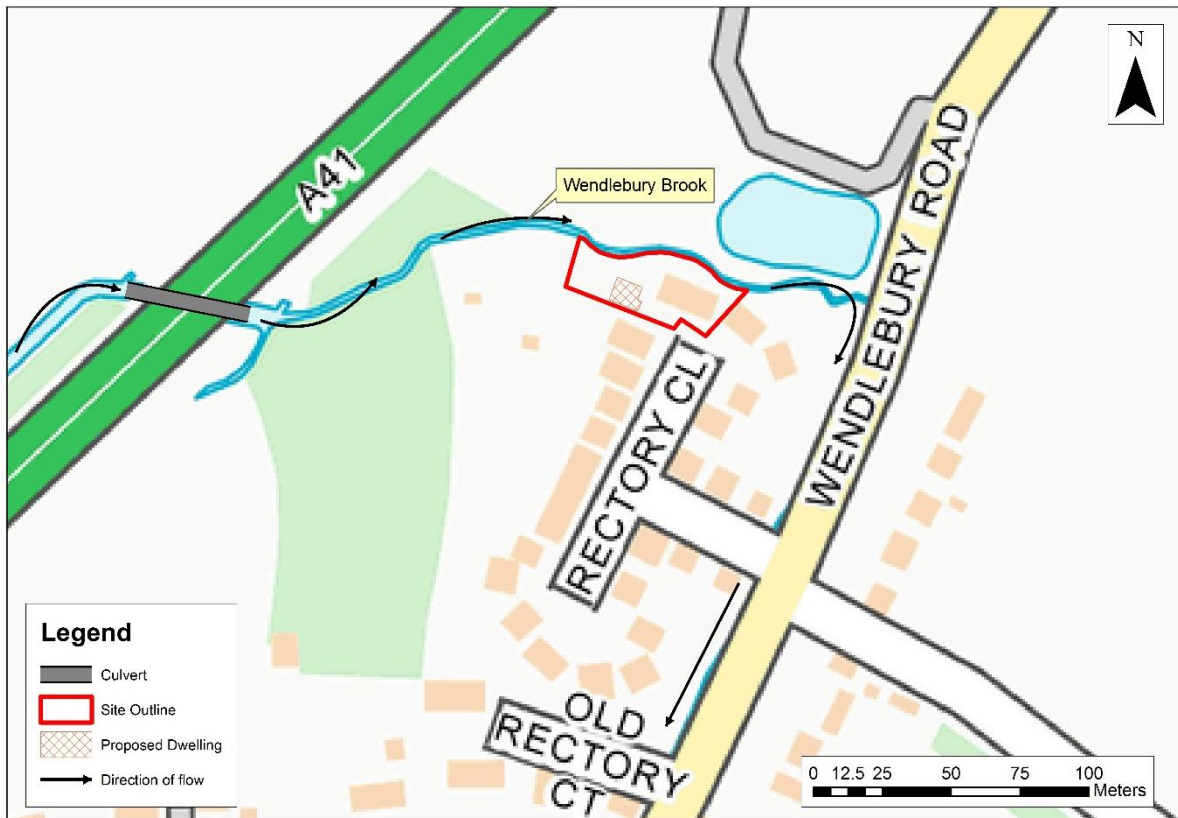 N
A41
Wendlebury Brook
WENDLEBURY ROAD
RECTORY CL
OLD
RECTORY
CT
Legend
Culvert
Site Outline
Proposed Dwelling
Direction of flow
0 12.5 25 50 75 100
Meters